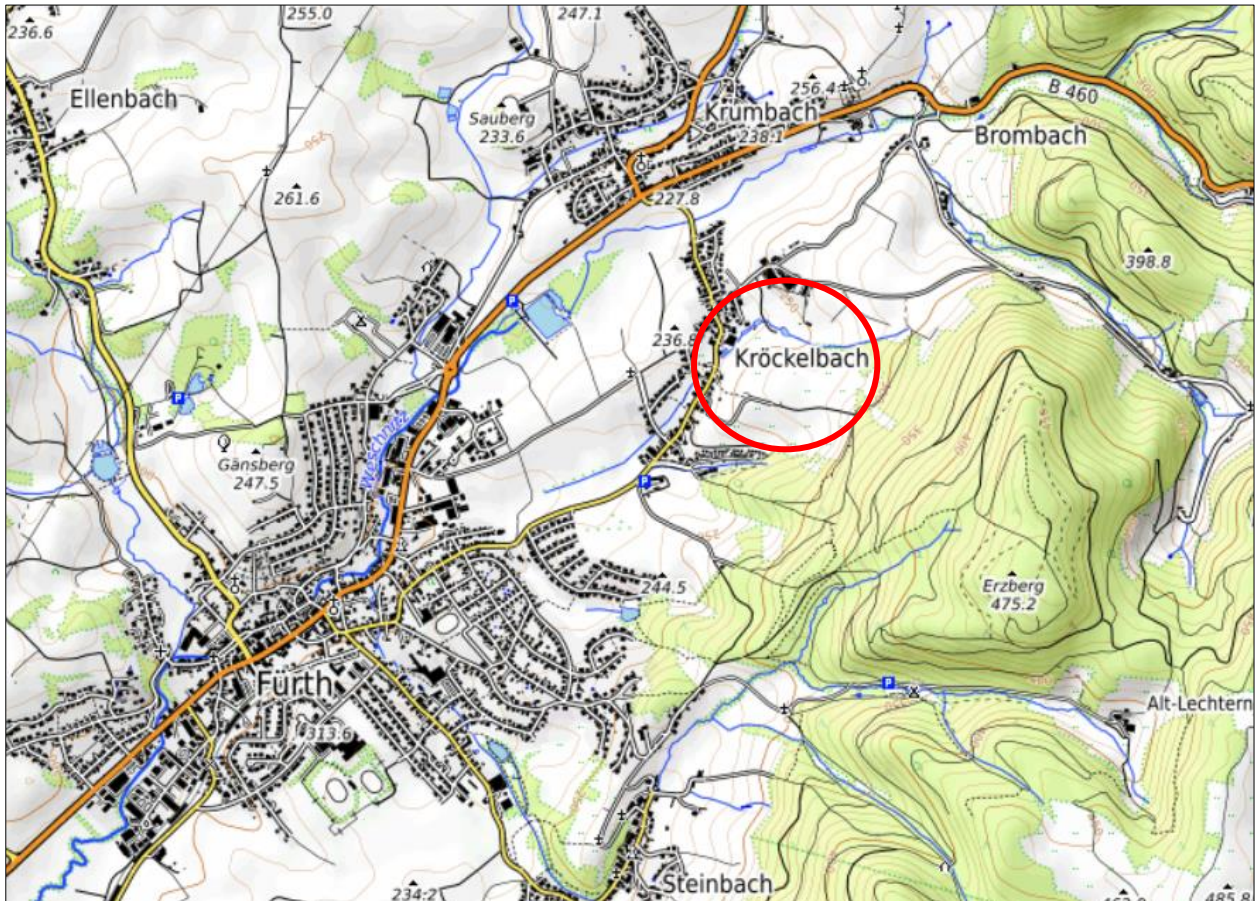 255.0
247.1
236.6
Ellenbach
Sauberg
233.6
Krumbach
256.4
238.1
B 460
Brombach
261.6
227.8
398.8
236.8
Kröckelbach
P
Weschnitz
P
Gänsberg
247.5
P
244.5
Erzberg
475.2
P
Fürth
313.6
Alt-Lechtern
Steinbach
234.2
485.8